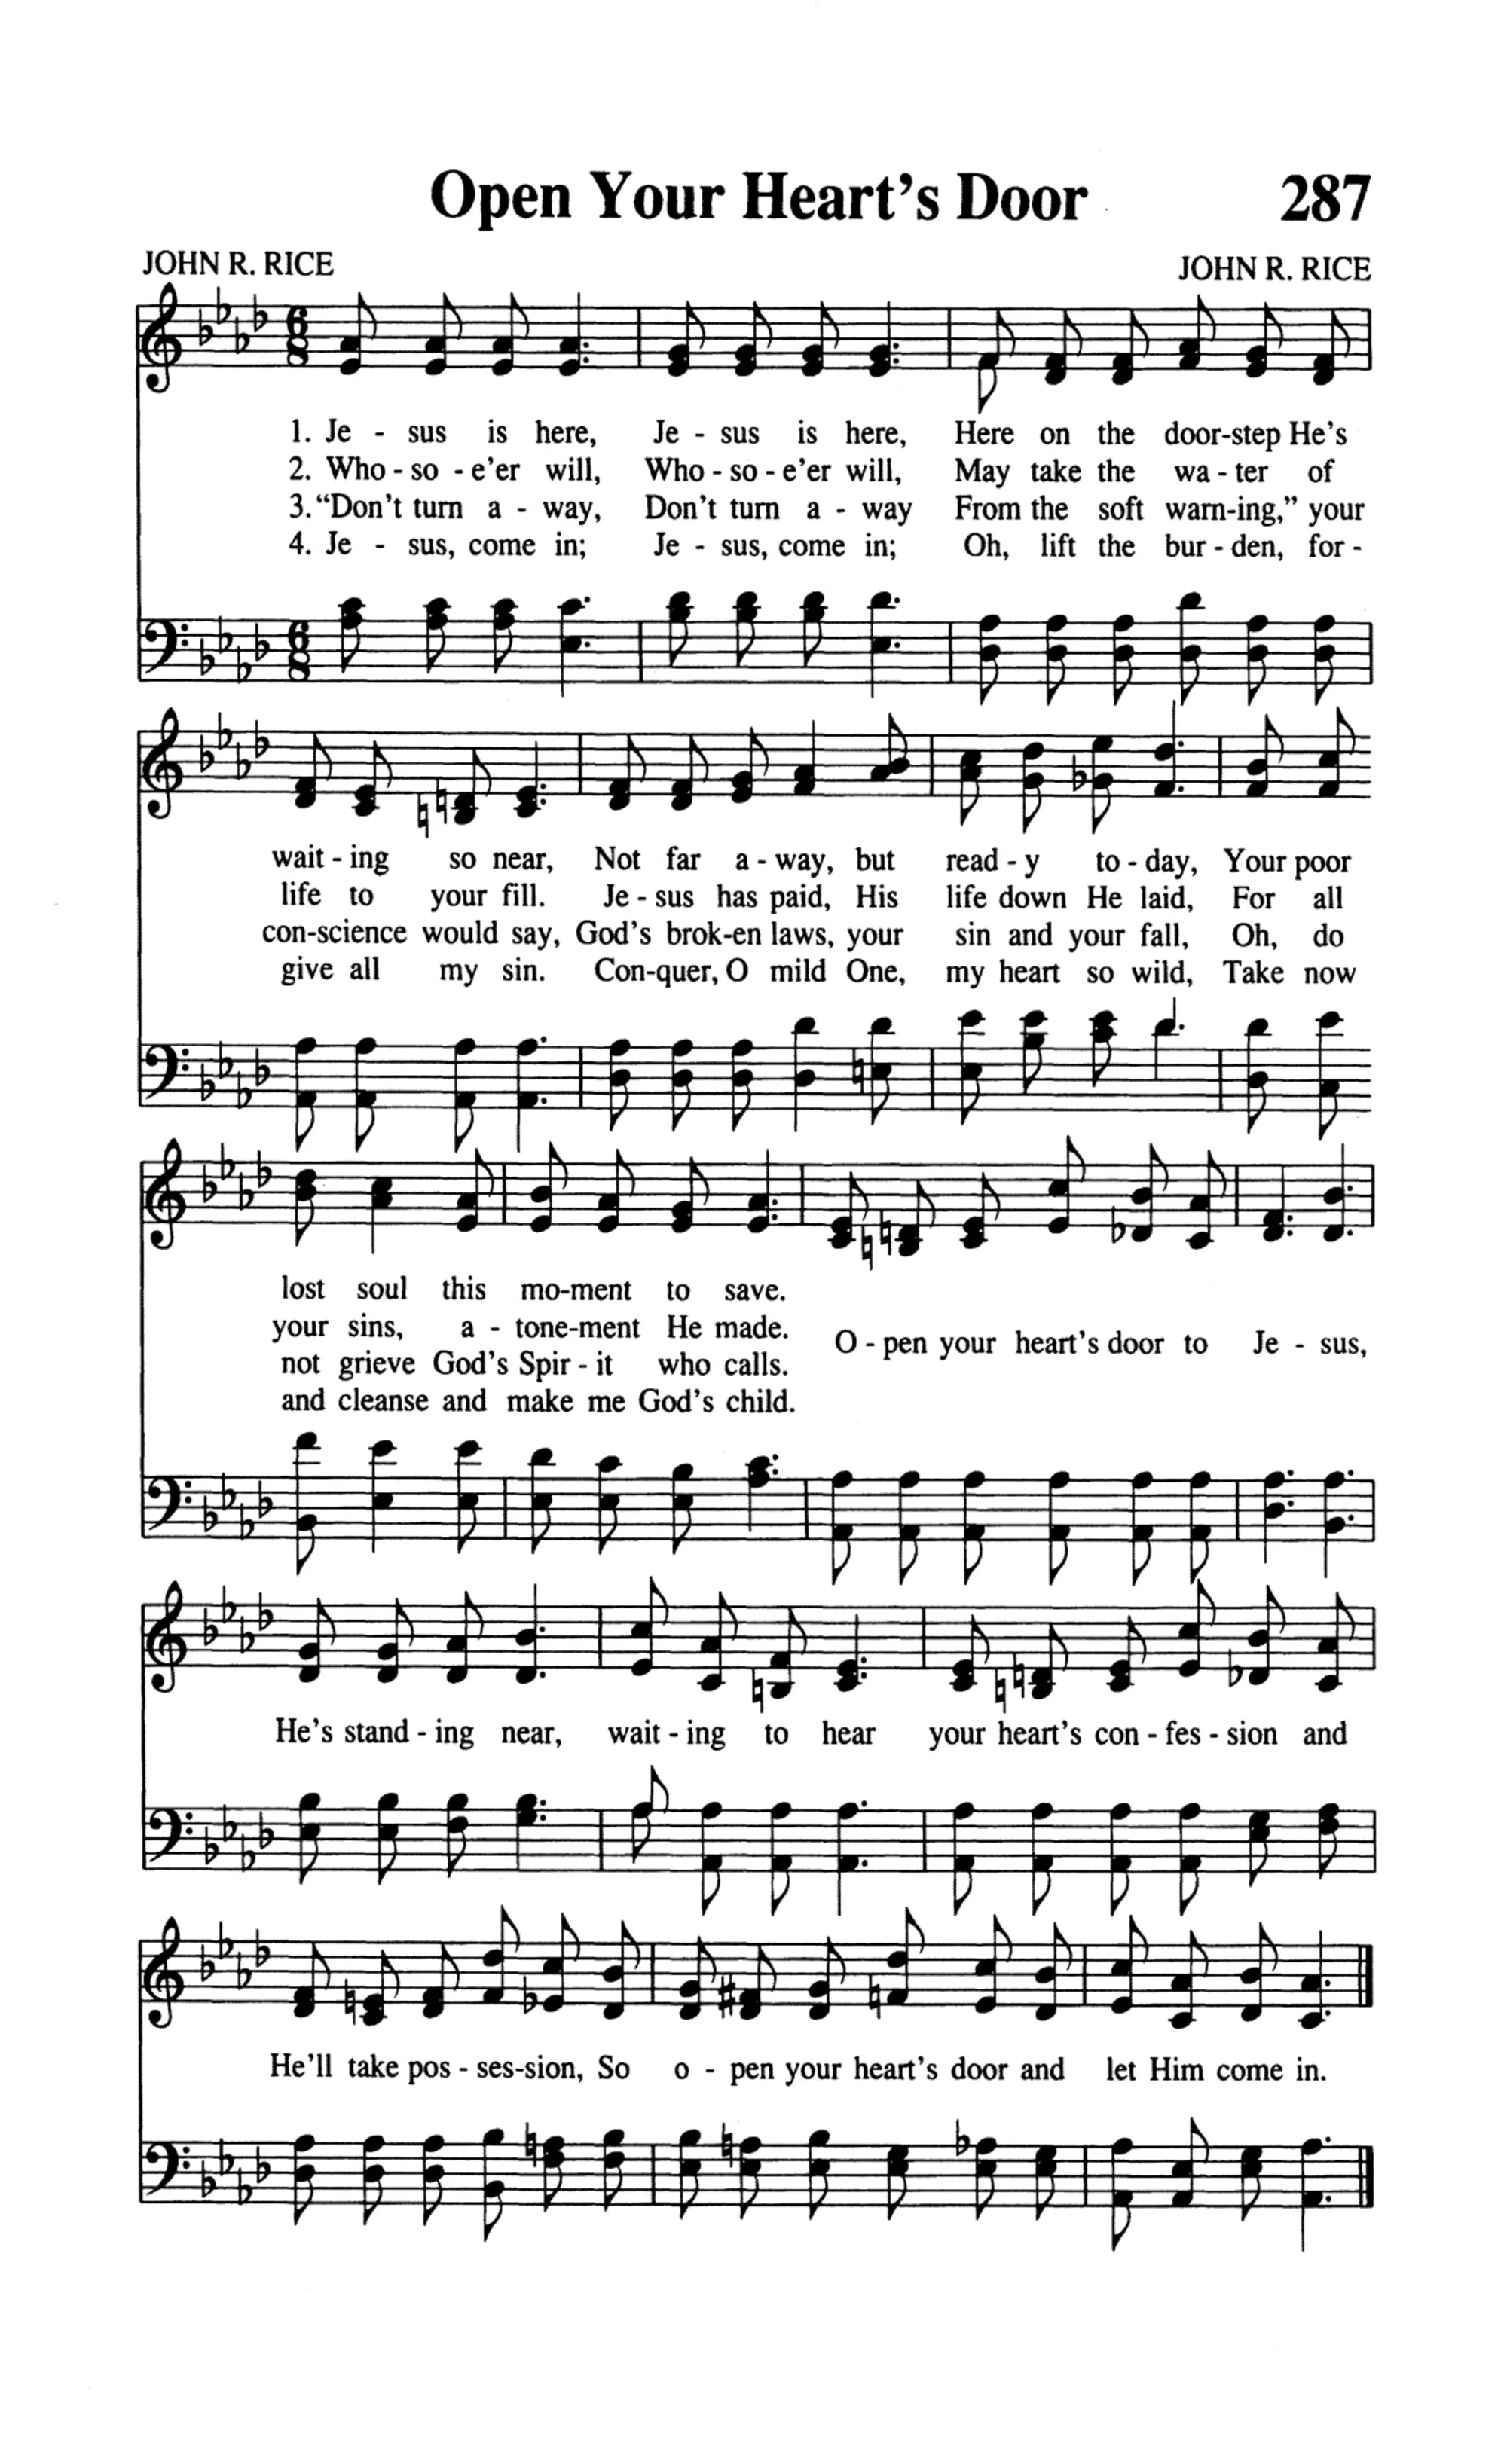 Open Your Heart's Door 287
JOHN R. RICE JOHN R. RICE
1. Je - sus is here, Je - sus is here, Here on the door-step He's
2. Who - so - e'er will, Who - so - e'er will, May take the wa - ter of
3. “Don't turn a - way, Don't turn a - way From the soft warn-ing,” your
4. Je - sus, come in; Je - sus, come in; Oh, lift the bur - den, for -
wait - ing so near, Not far a - way, but read - y to - day, Your poor
life to your fill. Je - sus has paid, His life down He laid, For all
con-science would say, God's brok-en laws, your sin and your fall, Oh, do
give all my sin. Con-quer, O mild One, my heart so wild, Take now
lost soul this mo-ment to save.
your sins, a - tone-ment He made.
not grieve God's Spir - it who calls.
and cleanse and make me God's child.
O - pen your heart's door to Je - sus,
He's stand - ing near, wait - ing to hear your heart's con - fes - sion and
He'll take pos - ses-sion, So o - pen your heart's door and let Him come in.